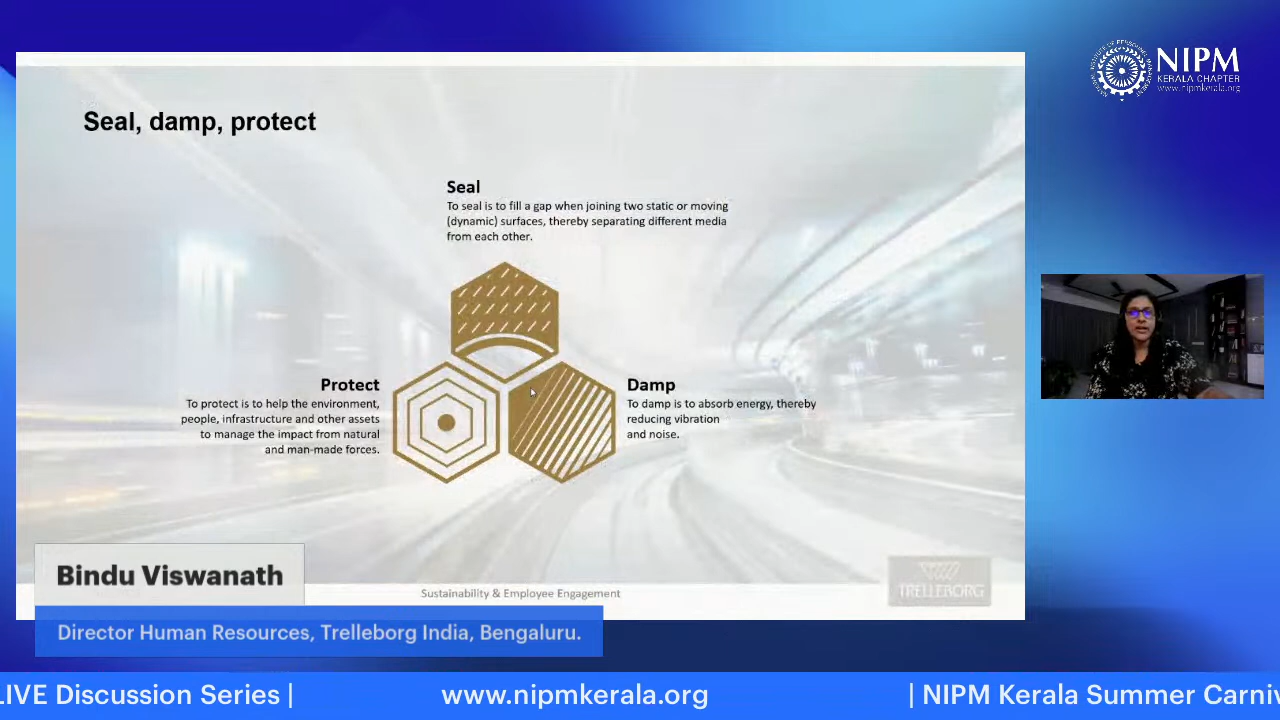 NIPM
KERALA CHAPTER
www.nipmkerala.org
Seal, damp, protect
Seal
To seal is to fill a gap when joining two static or moving
(dynamic) surfaces, thereby separating different media
from each other.
Protect
To protect is to help the environment,
people, infrastructure and other assets
to manage the impact from natural
and man-made forces.
Damp
To damp is to absorb energy, thereby
reducing vibration
and noise.
Bindu Viswanath
Sustainability & Employee Engagement
TRELLEBORG
Director Human Resources, Trelleborg India, Bengaluru.
LIVE Discussion Series | www.nipmkerala.org | NIPM Kerala Summer Carniv